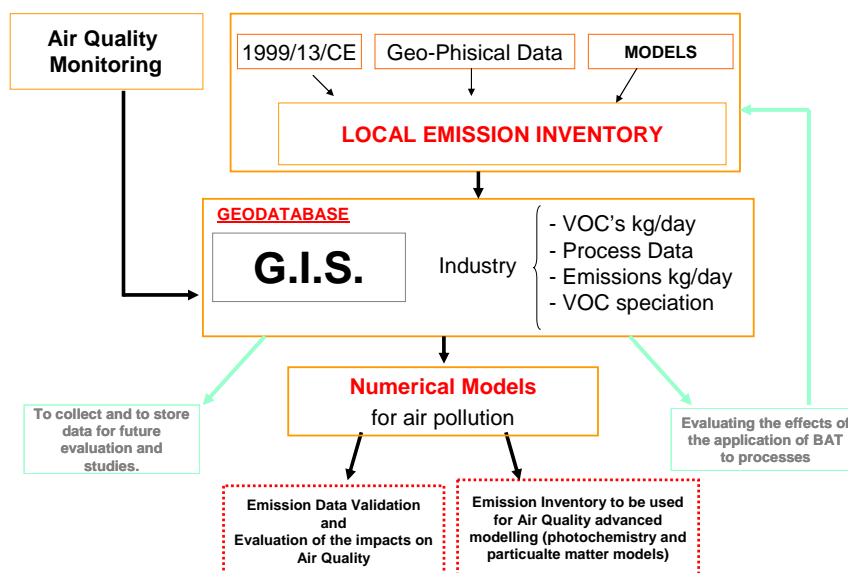 Air Quality
Monitoring
1999/13/CE
Geo-Phisical Data
MODELS
LOCAL EMISSION INVENTORY
GEODATABASE
G.I.S.
Industry
- VOC's kg/day
- Process Data
- Emissions kg/day
- VOC speciation
Numerical Models
for air pollution
To collect and to store
data for future
evaluation and
studies.
Evaluating the effects of
the application of BAT
to processes
Emission Data Validation
and
Evaluation of the impacts on
Air Quality
Emission Inventory to be used
for Air Quality advanced
modelling (photochemistry and
particualte matter models)